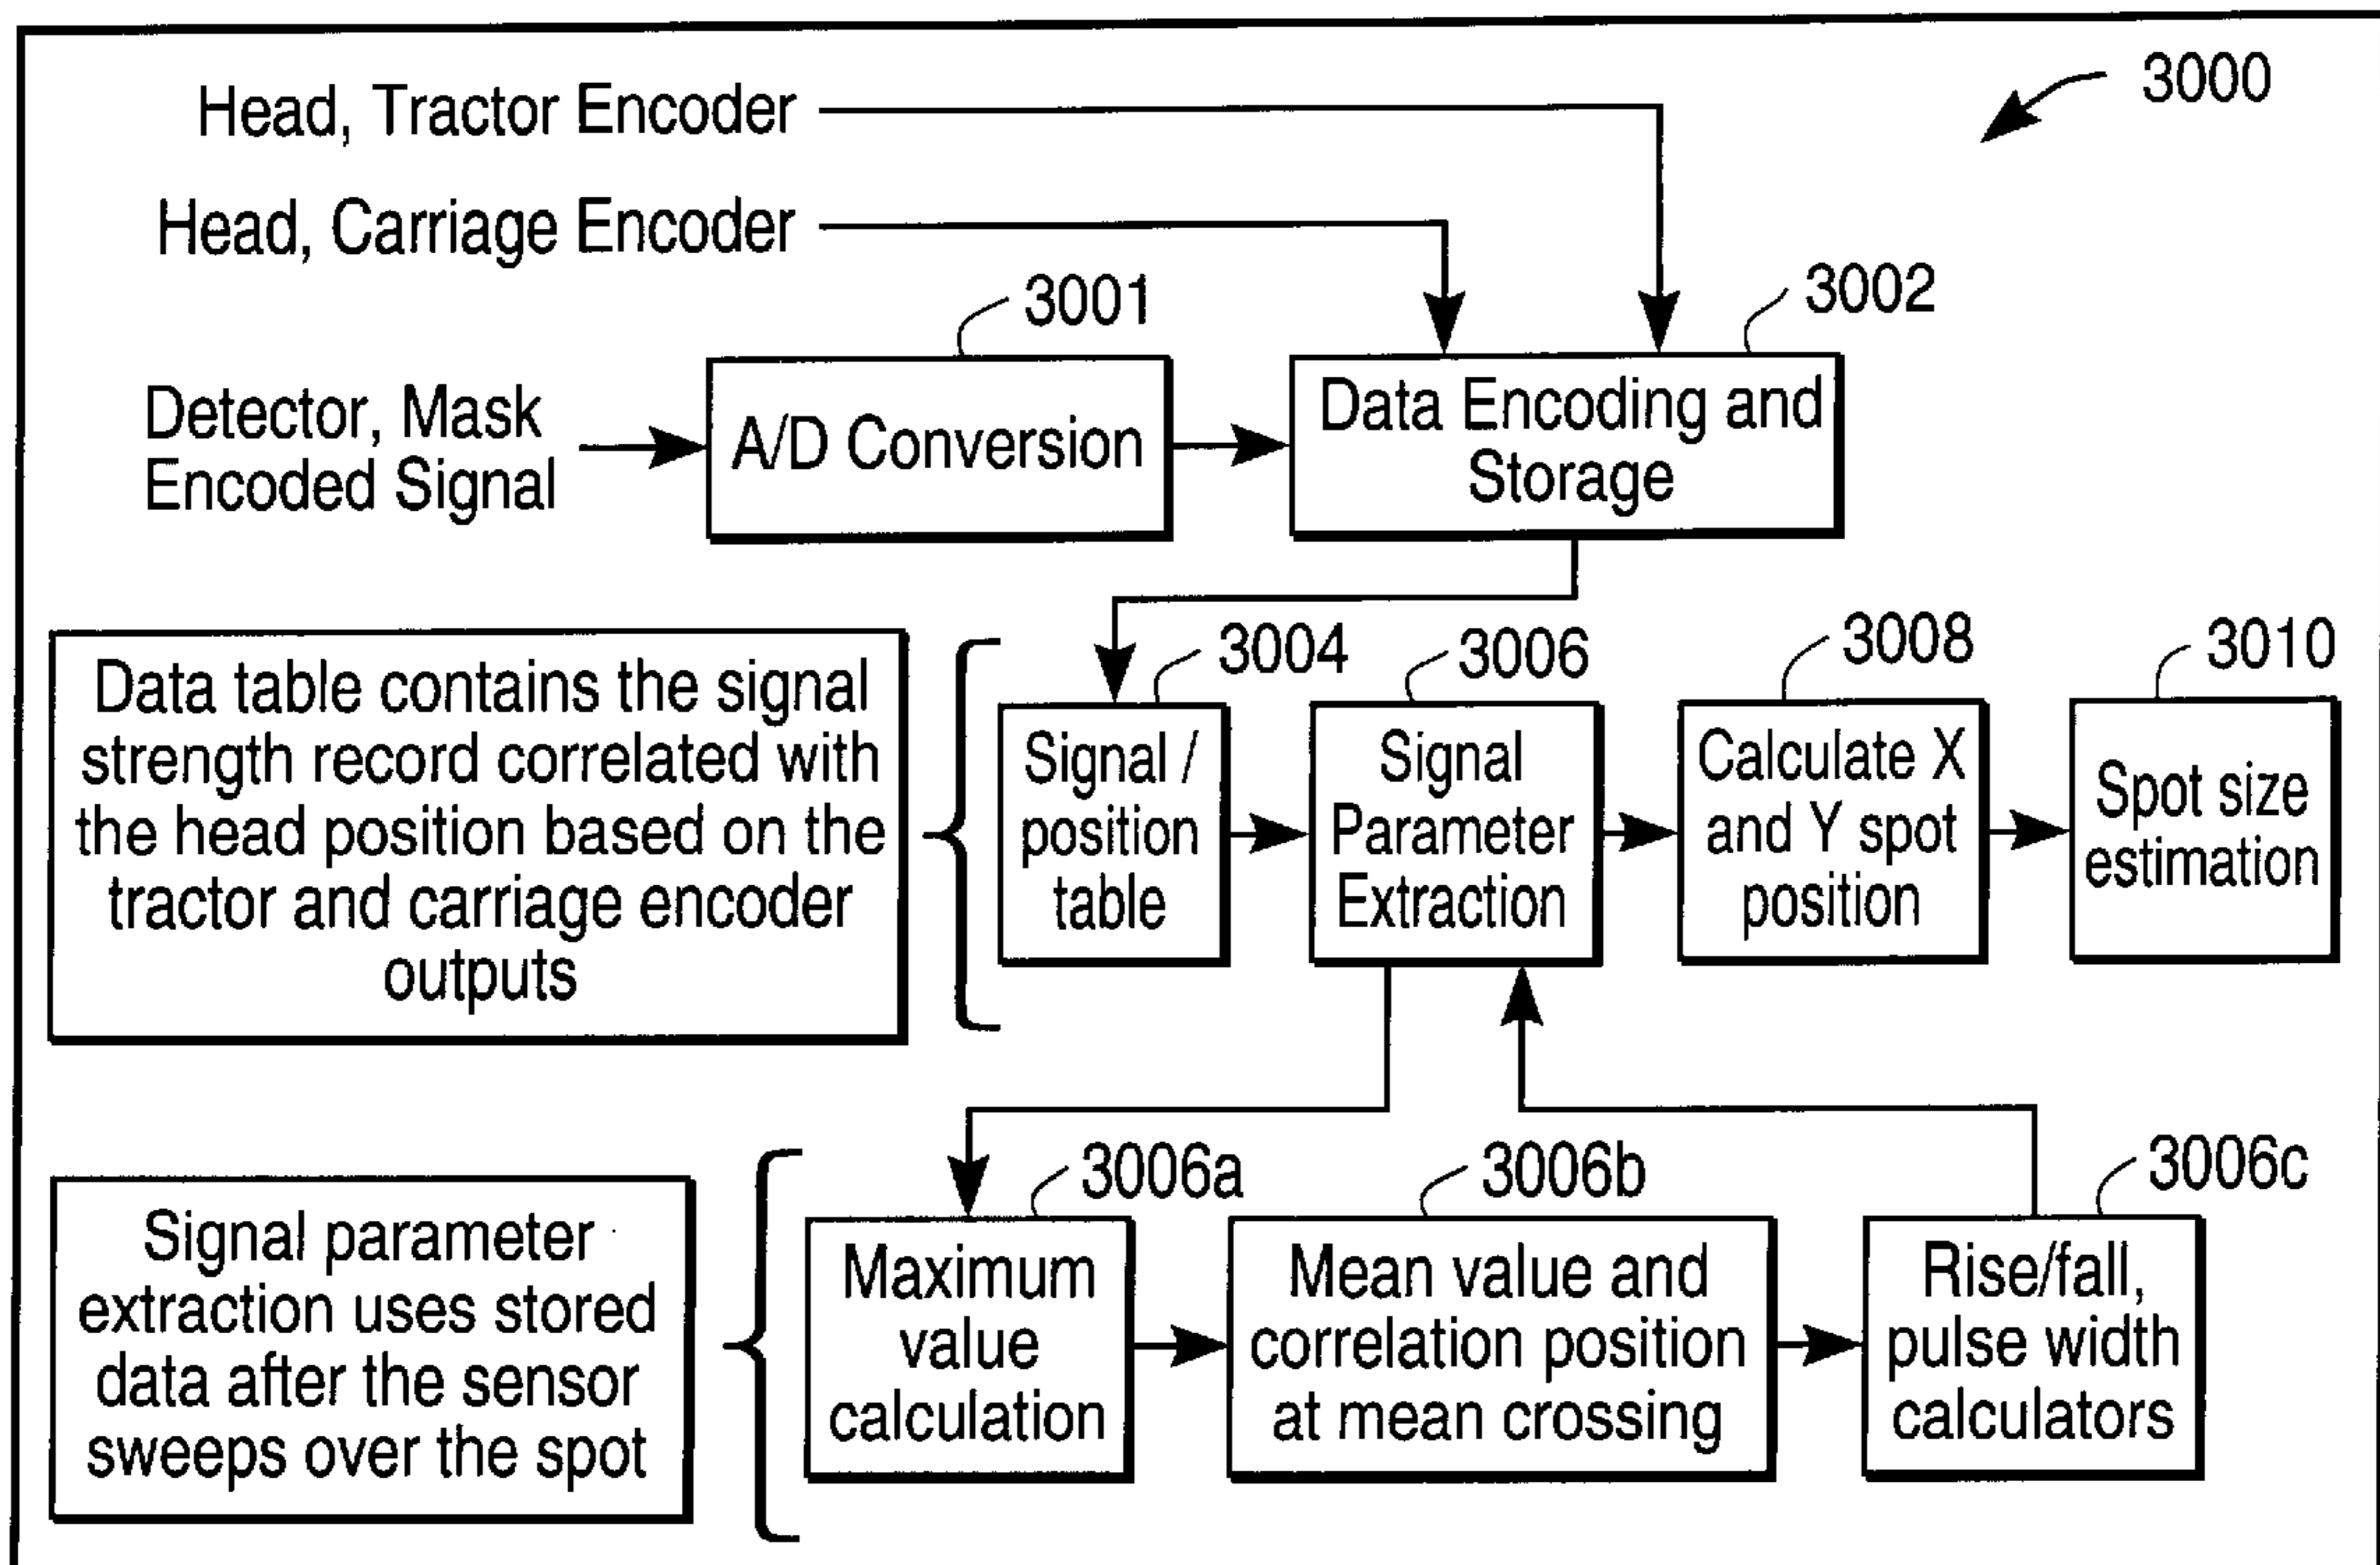 3000
Head, Tractor Encoder
Head, Carriage Encoder
3001
3002
Detector, Mask
Encoded Signal
A/D Conversion
Data Encoding and
Storage
Data table contains the signal
strength record correlated with
the head position based on the
tractor and carriage encoder
outputs
3004
Signal /
position
table
3006
Signal
Parameter
Extraction
3008
Calculate X
and Y spot
position
3010
Spot size
estimation
Signal parameter
extraction uses stored
data after the sensor
sweeps over the spot
3006a
Maximum
value
calculation
3006b
Mean value and
correlation position
at mean crossing
3006c
Rise/fall,
pulse width
calculators